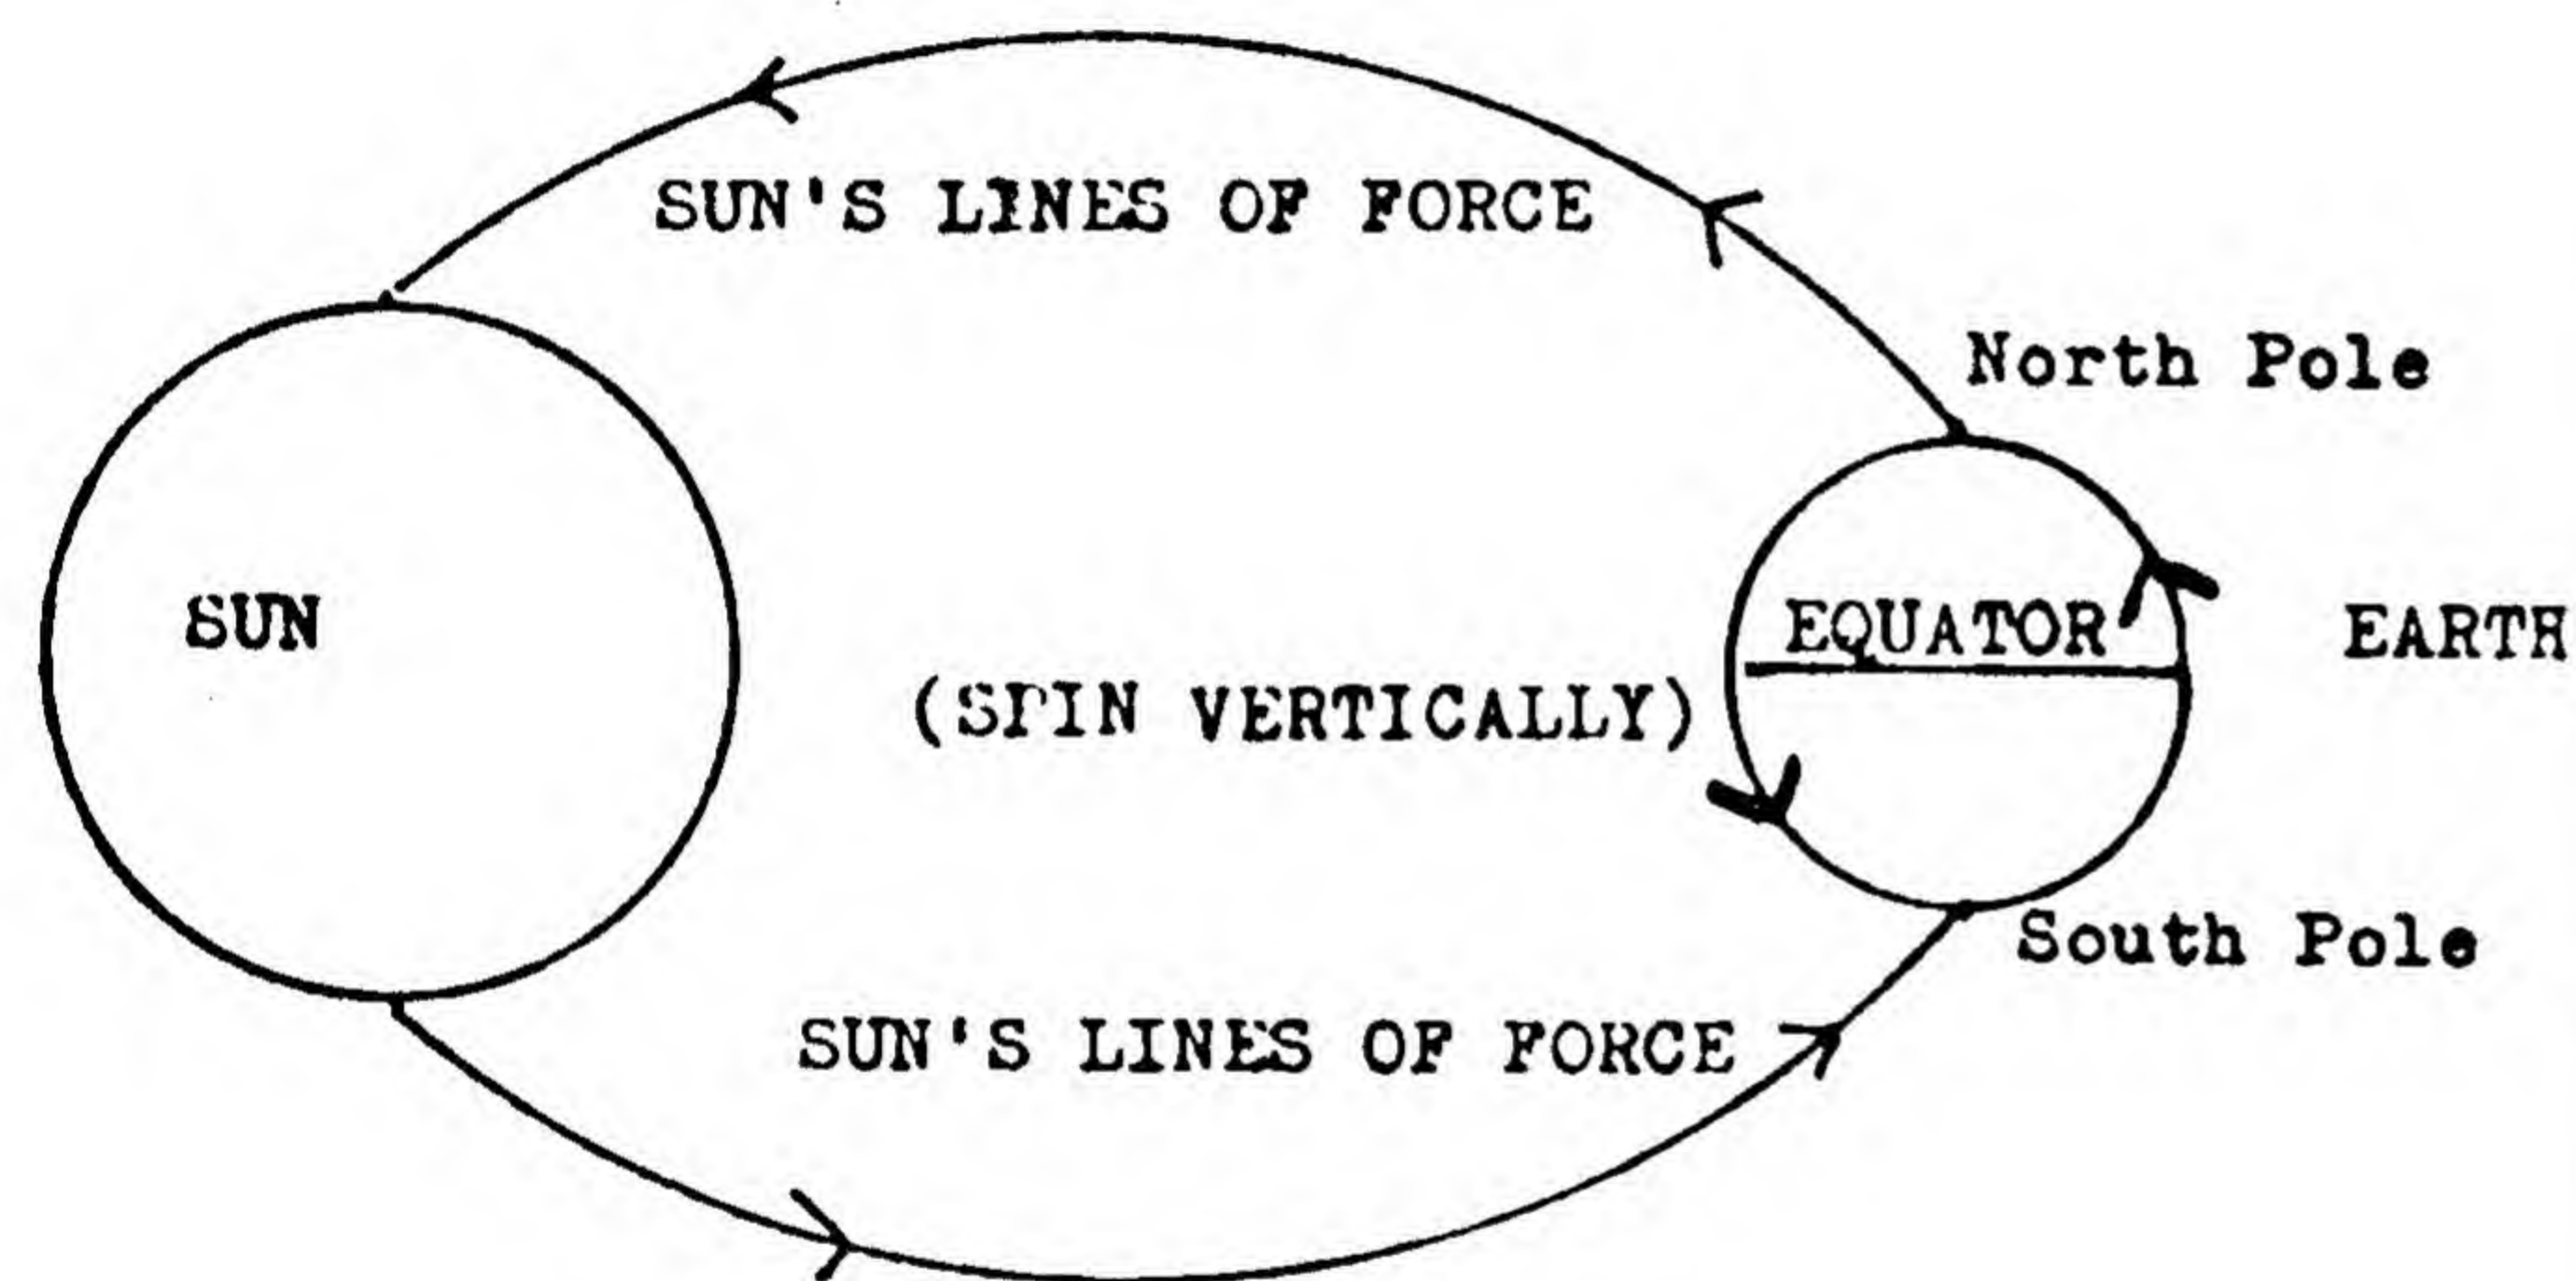 SUN'S LINES OF FORCE
North Pole
SUN
EQUATOR
EARTH
(SPIN VERTICALLY)
South Pole
SUN'S LINES OF FORCE